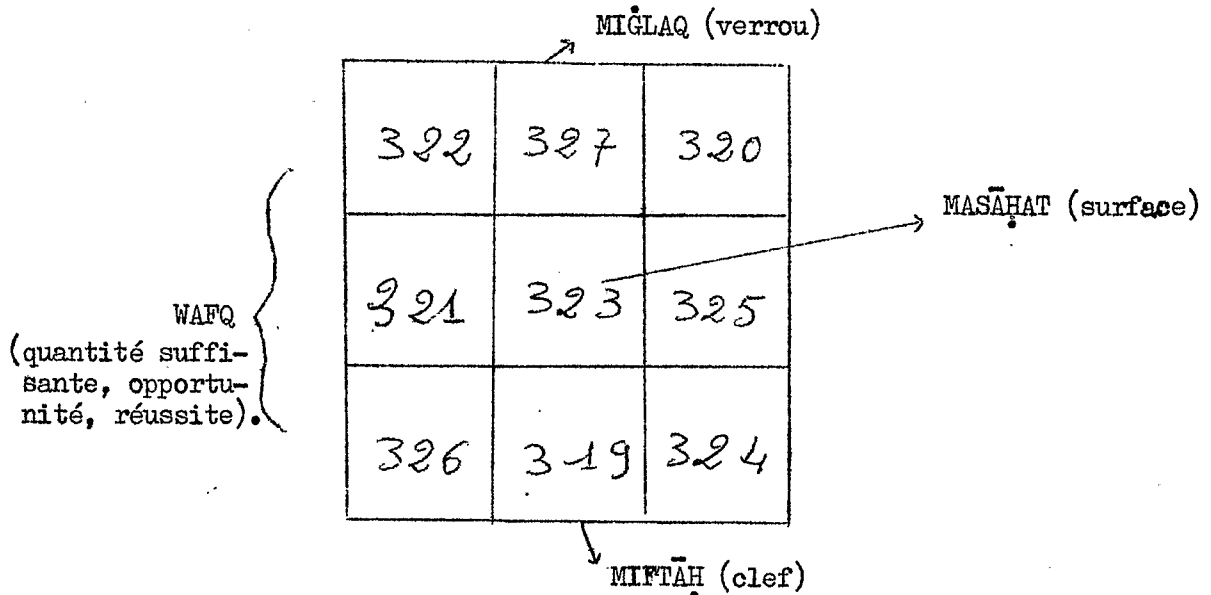 MIĠLAQ (verrou)
322 327 320
MASĀḤAT (surface)
321 323 325
WAFQ
(quantité suffi-
sante, opportu-
nité, réussite).
326 319 324
MIFTĀḤ (clef)